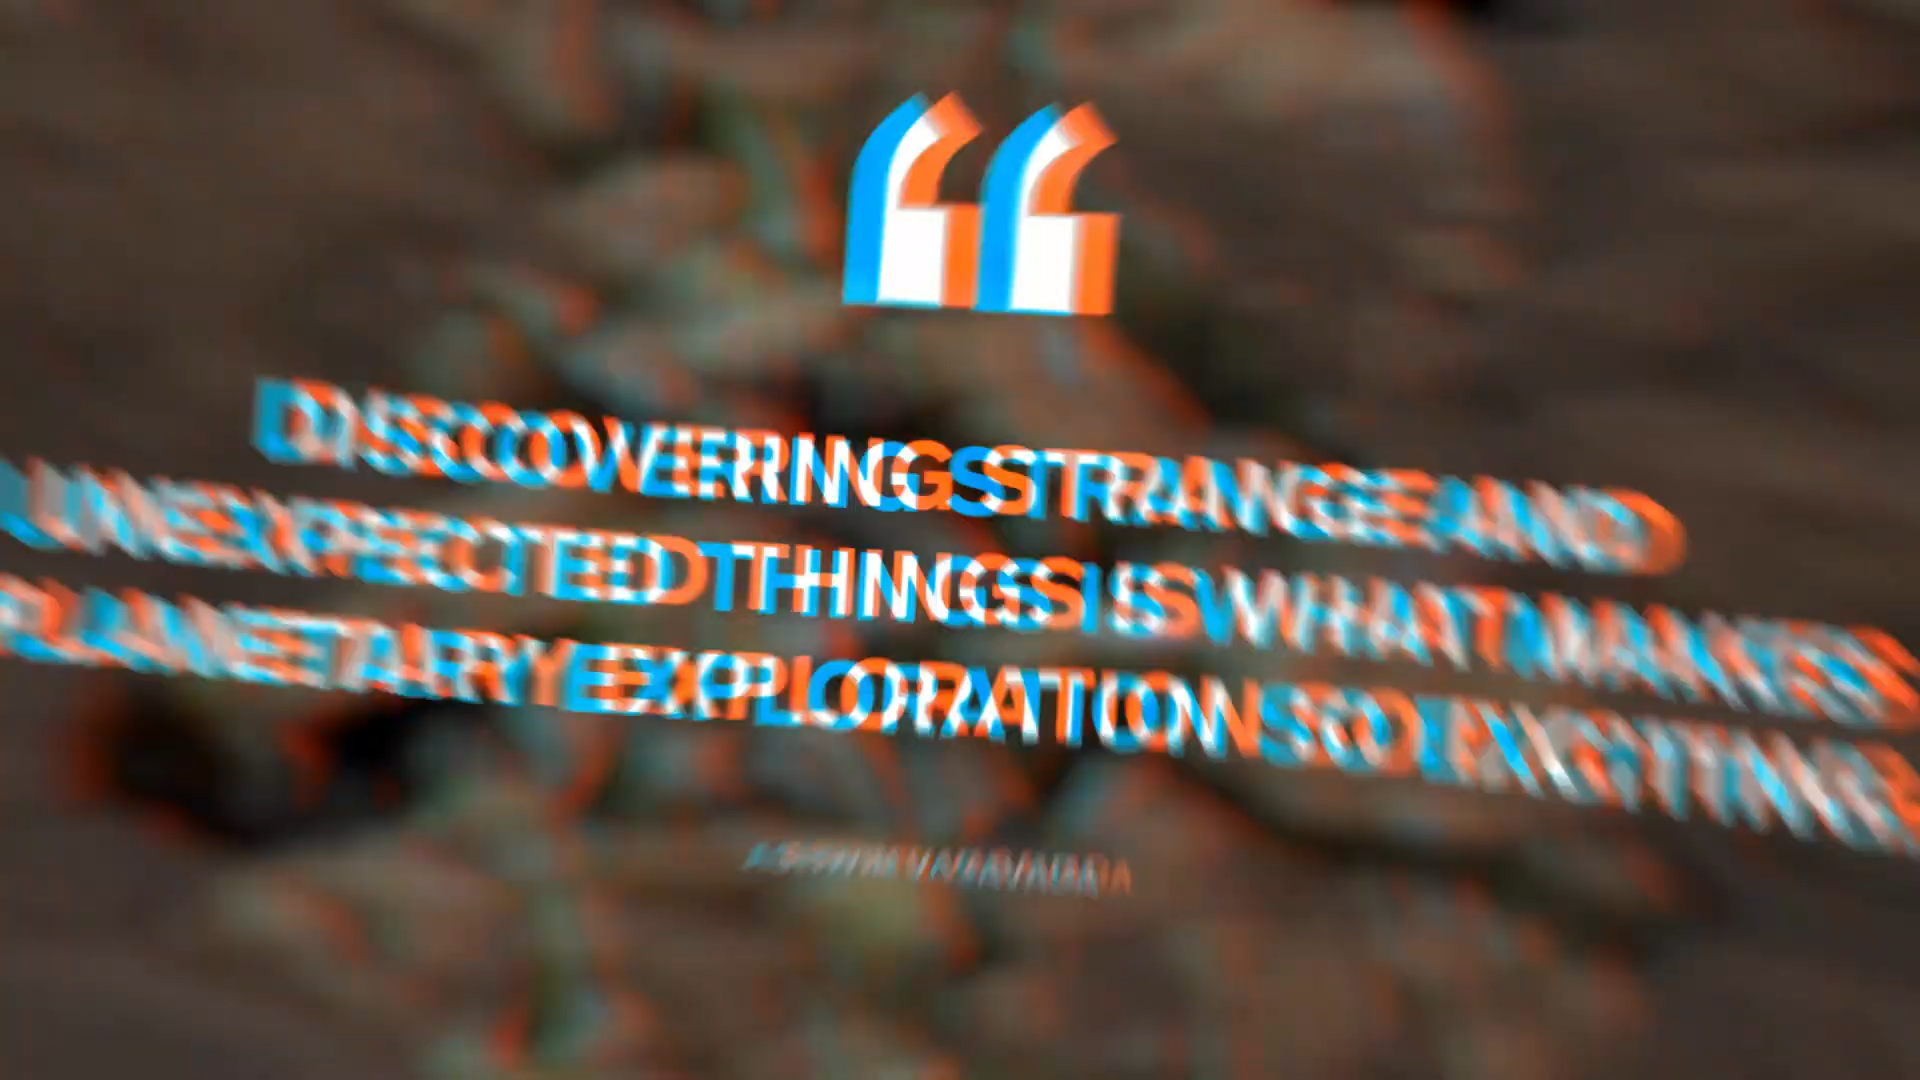 “
DISCOVERING STRANGE AND
UNEXPECTED THINGS IS WHAT MAKES
PLANETARY EXPLORATION SO EXCITING